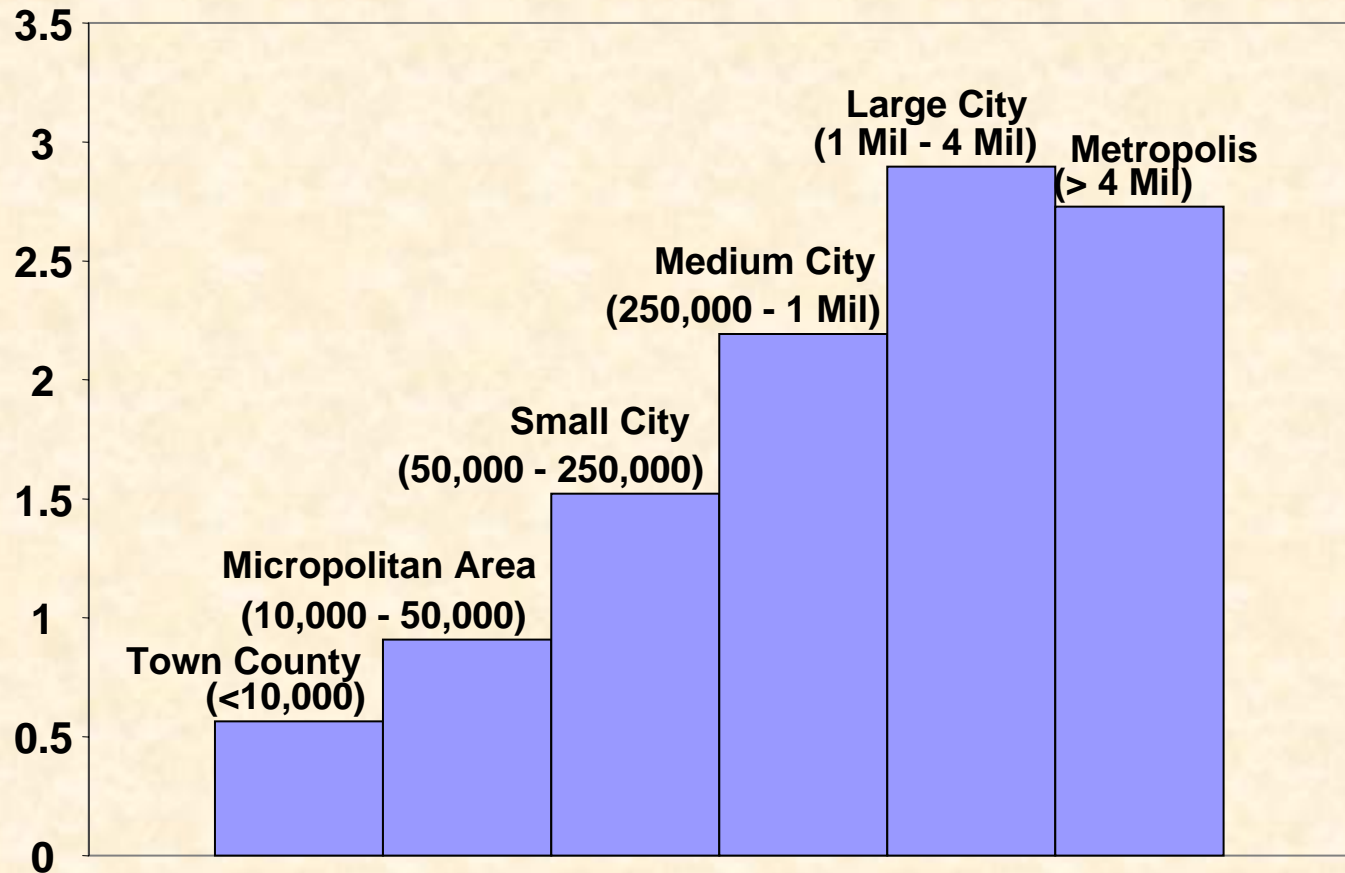 3.5
3
2.5
2
1.5
1
0.5
0
Town County
(<10,000)
Micropolitan Area
(10,000 - 50,000)
Small City
(50,000 - 250,000)
Medium City
(250,000 - 1 Mil)
Large City
(1 Mil - 4 Mil)
Metropolis
(> 4 Mil)